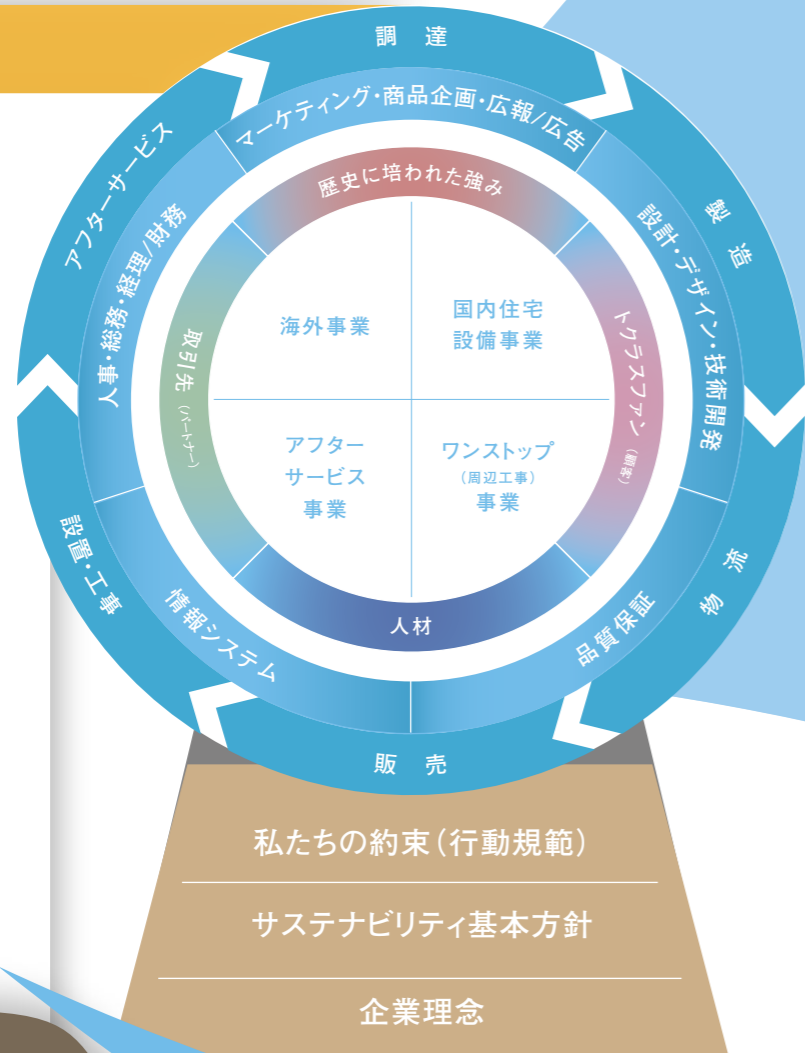 調達
製造
物流
販売
設置・工事
アフターサービス
マーケティング・商品企画・広報/広告
設計・デザイン・技術開発
品質保証
情報システム
人事・総務・経理/財務
歴史に培われた強み
トクラスファン(顧客)
人材
取引先(パートナー)
海外事業
国内住宅
設備事業
アフター
サービス
事業
ワンストップ
(周辺工事)
事業
私たちの約束(行動規範)
サステナビリティ基本方針
企業理念